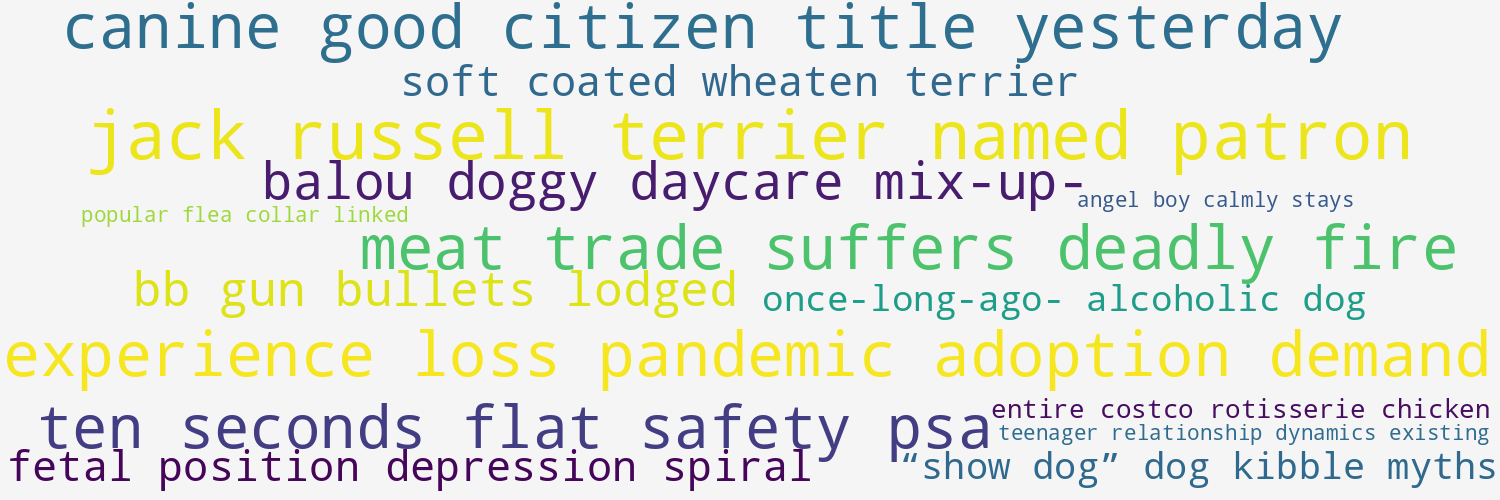 canine good citizen title yesterday
soft coated wheaten terrier
jack russell terrier named patron
balou doggy daycare mix-up-
angel boy calmly stays
popular flea collar linked
meat trade suffers deadly fire
bb gun bullets lodged
once-long-ago- alcoholic dog
experience loss pandemic adoption demand
ten seconds flat safety psa
entire costco rotisserie chicken
teenager relationship dynamics existing
fetal position depression spiral
“show dog” dog kibble myths